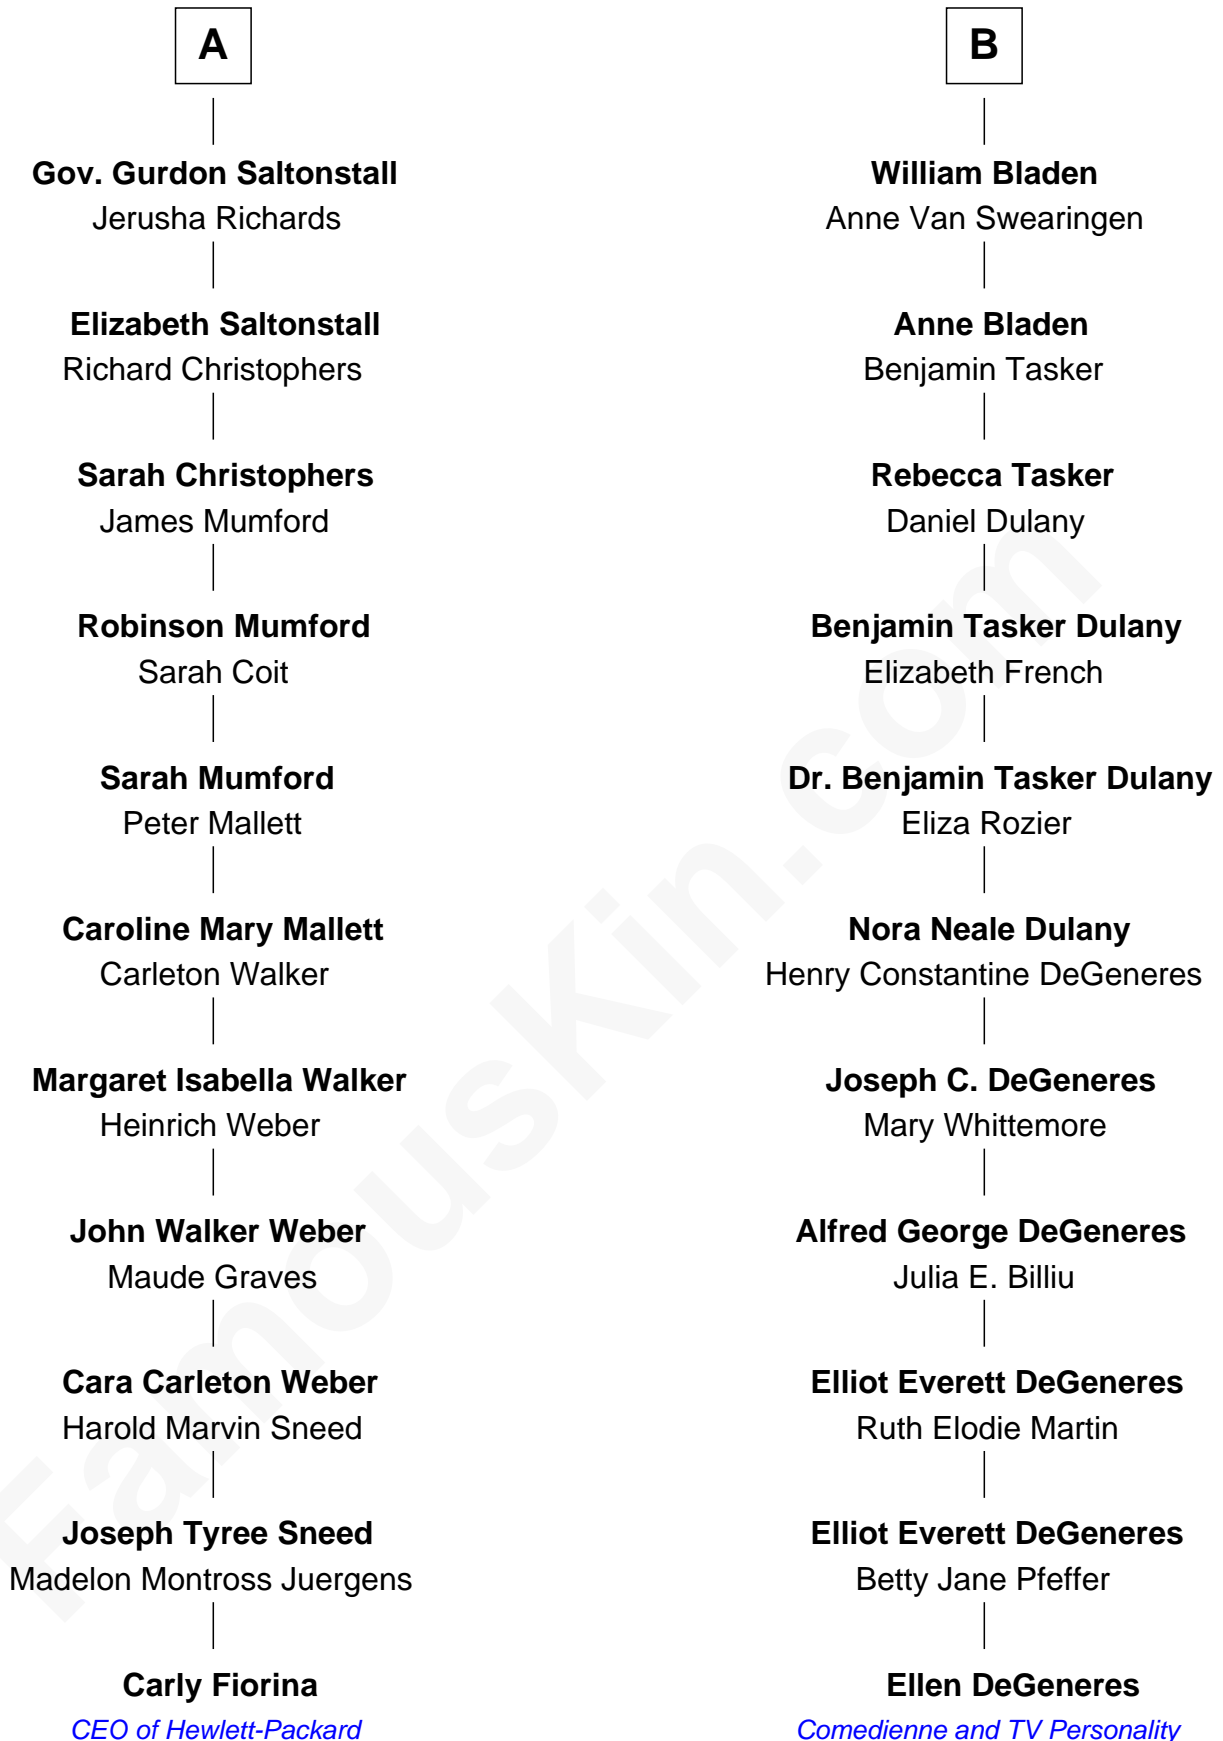 A
Gov. Gurdon Saltonstall
Jerusha Richards
Elizabeth Saltonstall
Richard Christophers
Sarah Christophers
James Mumford
Robinson Mumford
Sarah Coit
Sarah Mumford
Peter Mallett
Caroline Mary Mallett
Carleton Walker
Margaret Isabella Walker
Heinrich Weber
John Walker Weber
Maude Graves
Cara Carleton Weber
Harold Marvin Sneed
Joseph Tyree Sneed
Madelon Montross Juergens
Carly Fiorina
CEO of Hewlett-Packard
B
William Bladen
Anne Van Swearingen
Anne Bladen
Benjamin Tasker
Rebecca Tasker
Daniel Dulany
Benjamin Tasker Dulany
Elizabeth French
Dr. Benjamin Tasker Dulany
Eliza Rozier
Nora Neale Dulany
Henry Constantine DeGeneres
Joseph C. DeGeneres
Mary Whittemore
Alfred George DeGeneres
Julia E. Billiu
Elliot Everett DeGeneres
Ruth Elodie Martin
Elliot Everett DeGeneres
Betty Jane Pfeffer
Ellen DeGeneres
Comedienne and TV Personality
FamousKin.com